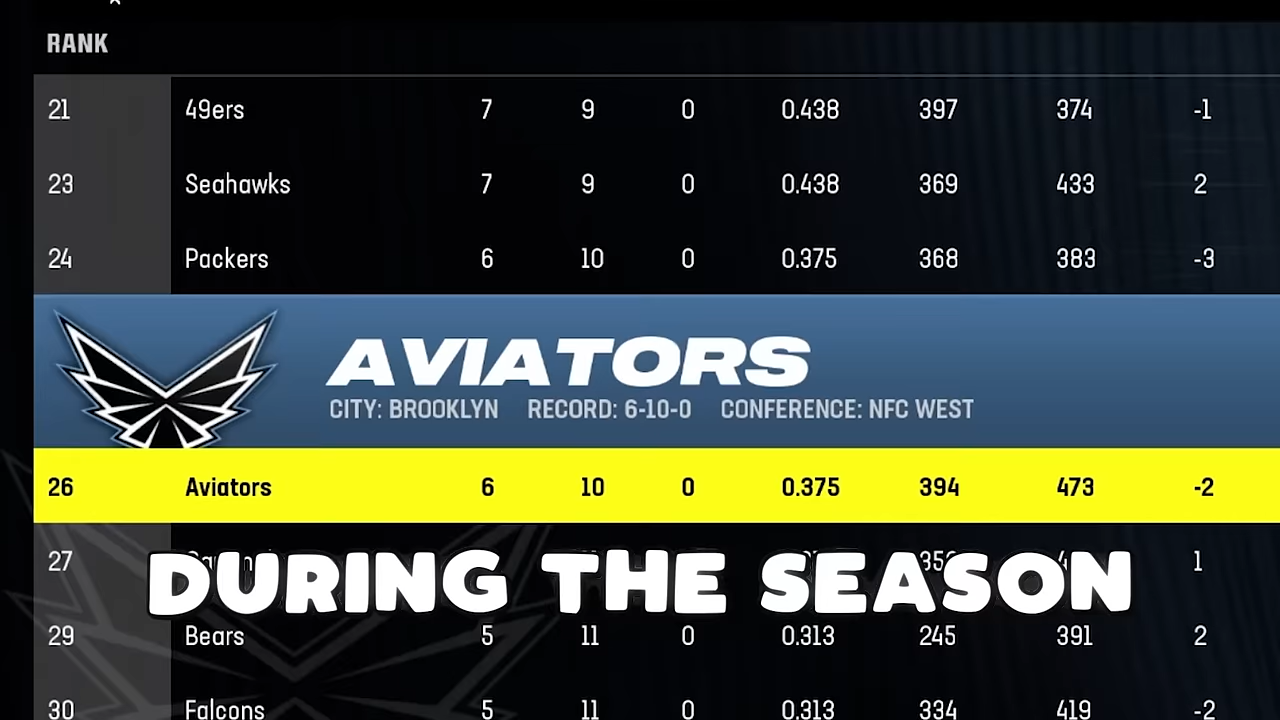 RANK
21 49ers 7 9 0 0.438 397 374 -1
23 Seahawks 7 9 0 0.438 369 433 2
24 Packers 6 10 0 0.375 368 383 -3
AVIATORS
CITY: BROOKLYN RECORD: 6-10-0 CONFERENCE: NFC WEST
26 Aviators 6 10 0 0.375 394 473 -2
27 1
DURING THE SEASON
29 Bears 5 11 0 0.313 245 391 2
30 Falcons 5 11 0 0.313 334 419 -2